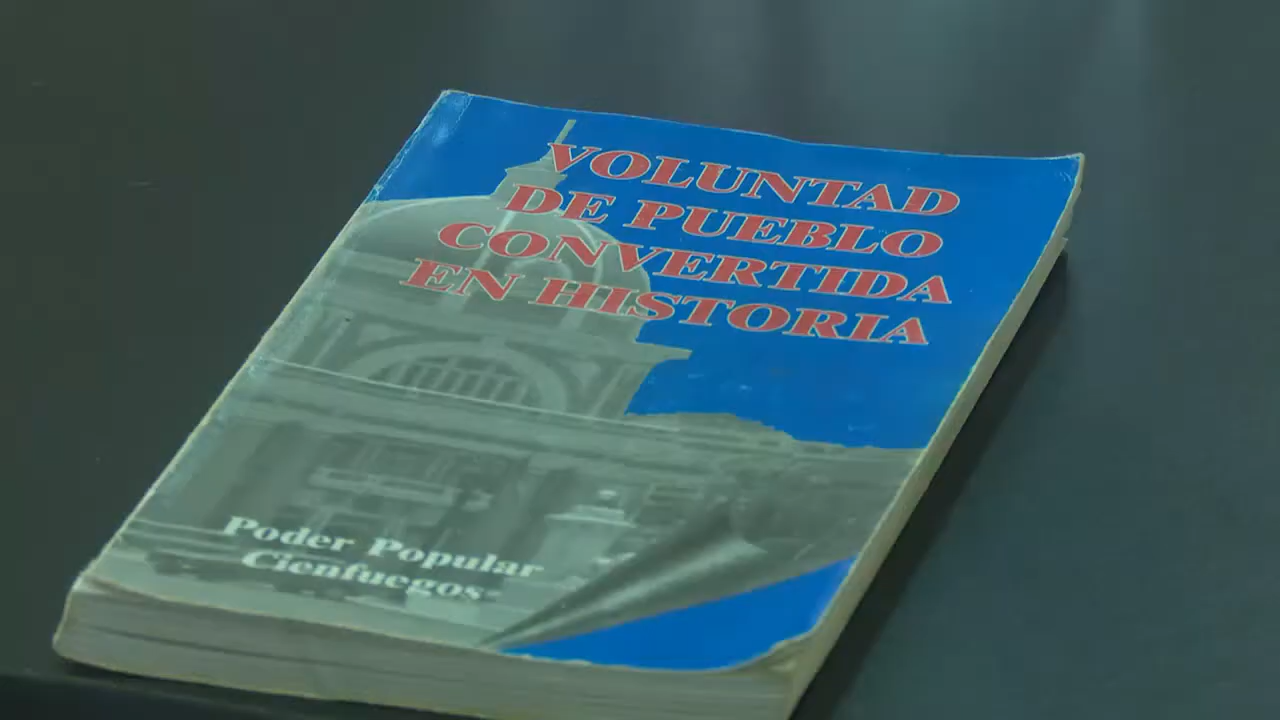 VOLUNTAD
DE PUEBLO
CONVERTIDA
EN HISTORIA
Poder Popular
Cienfuegos